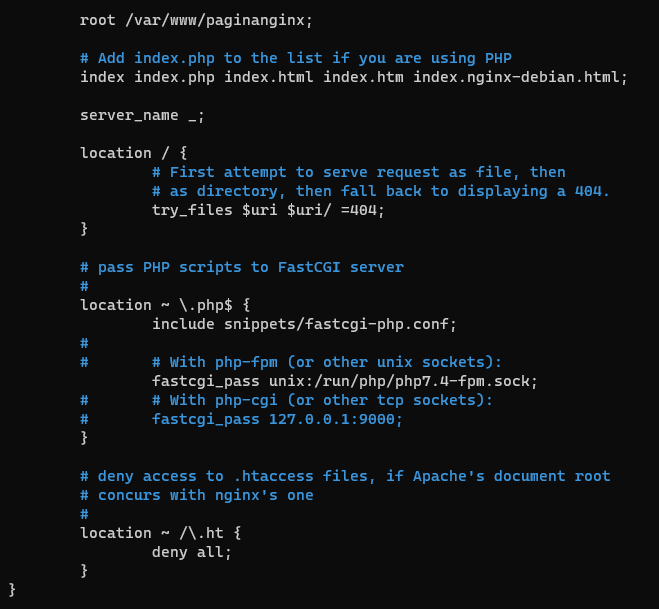 root /var/www/paginanginx;
# Add index.php to the list if you are using PHP
index index.php index.html index.htm index.nginx-debian.html;
server_name _;
location / {
# First attempt to serve request as file, then
# as directory, then fall back to displaying a 404.
try_files $uri $uri/ =404;
}
# pass PHP scripts to FastCGI server
#
location ~ \.php$ {
include snippets/fastcgi-php.conf;
#
# # With php-fpm (or other unix sockets):
fastcgi_pass unix:/run/php/php7.4-fpm.sock;
# # With php-cgi (or other tcp sockets):
# fastcgi_pass 127.0.0.1:9000;
}
# deny access to .htaccess files, if Apache's document root
# concurs with nginx's one
#
location ~ /\.ht {
deny all;
}
}